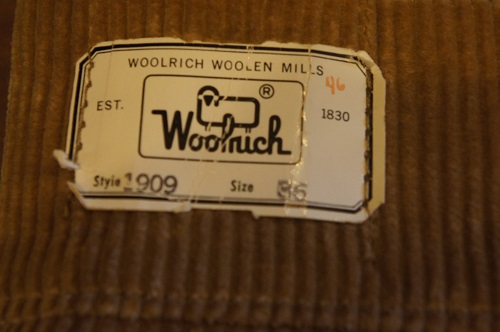 WOOLRICH WOOLEN MILLS
46
EST. ® 1830
Woolrich
Style 1909 Size